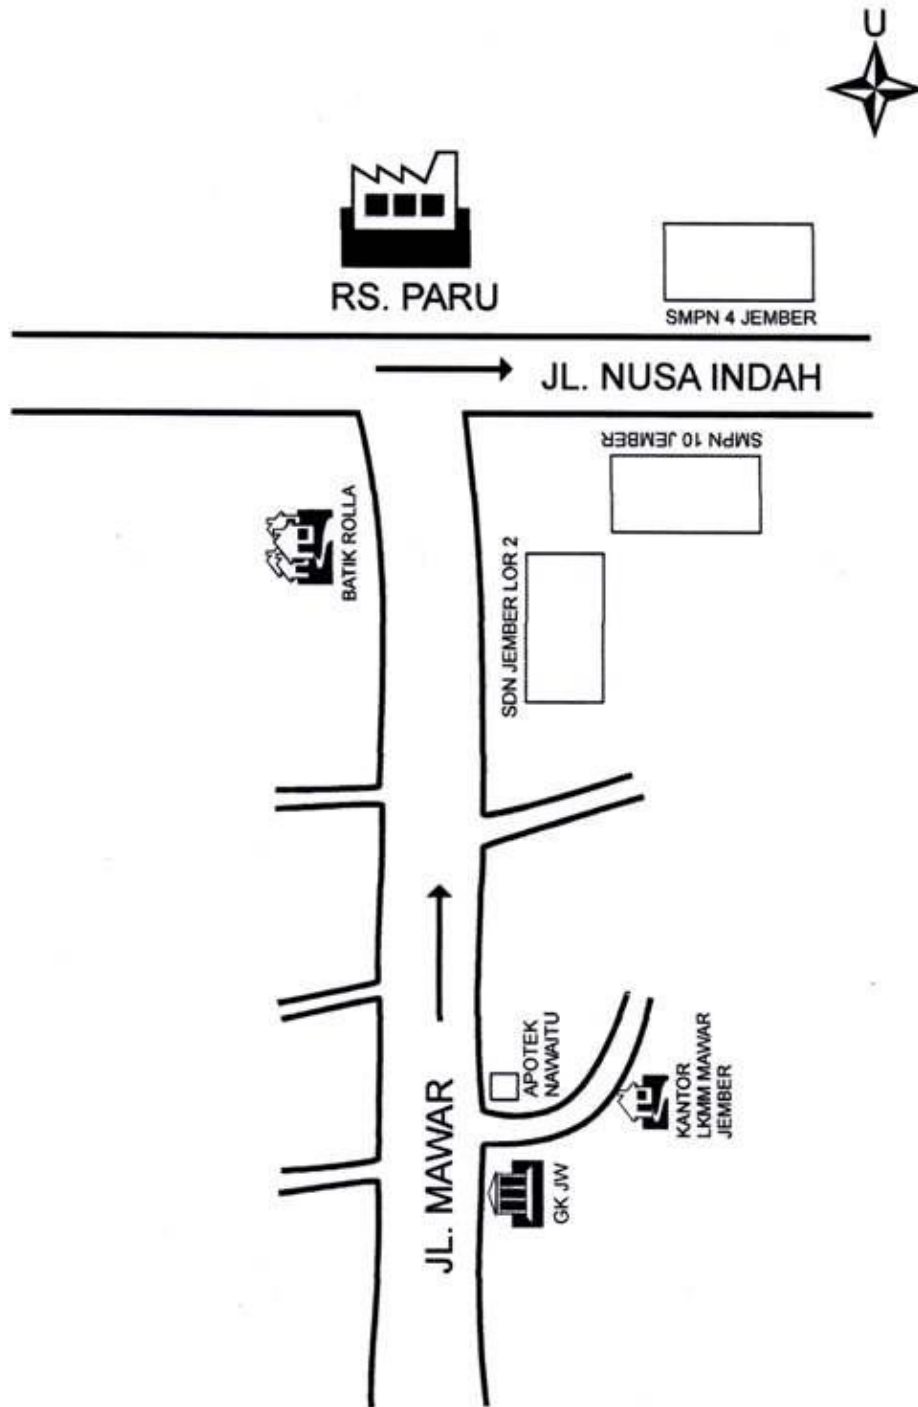 U
RS. PARU
SMPN 4 JEMBER
JL. NUSA INDAH
SMPN 10 JEMBER
BATIK ROLLA
SDN JEMBER LOR 2
APOTEK
NAWAITU
KANTOR
LKMM MAWAR
JEMBER
JL. MAWAR
GK JW